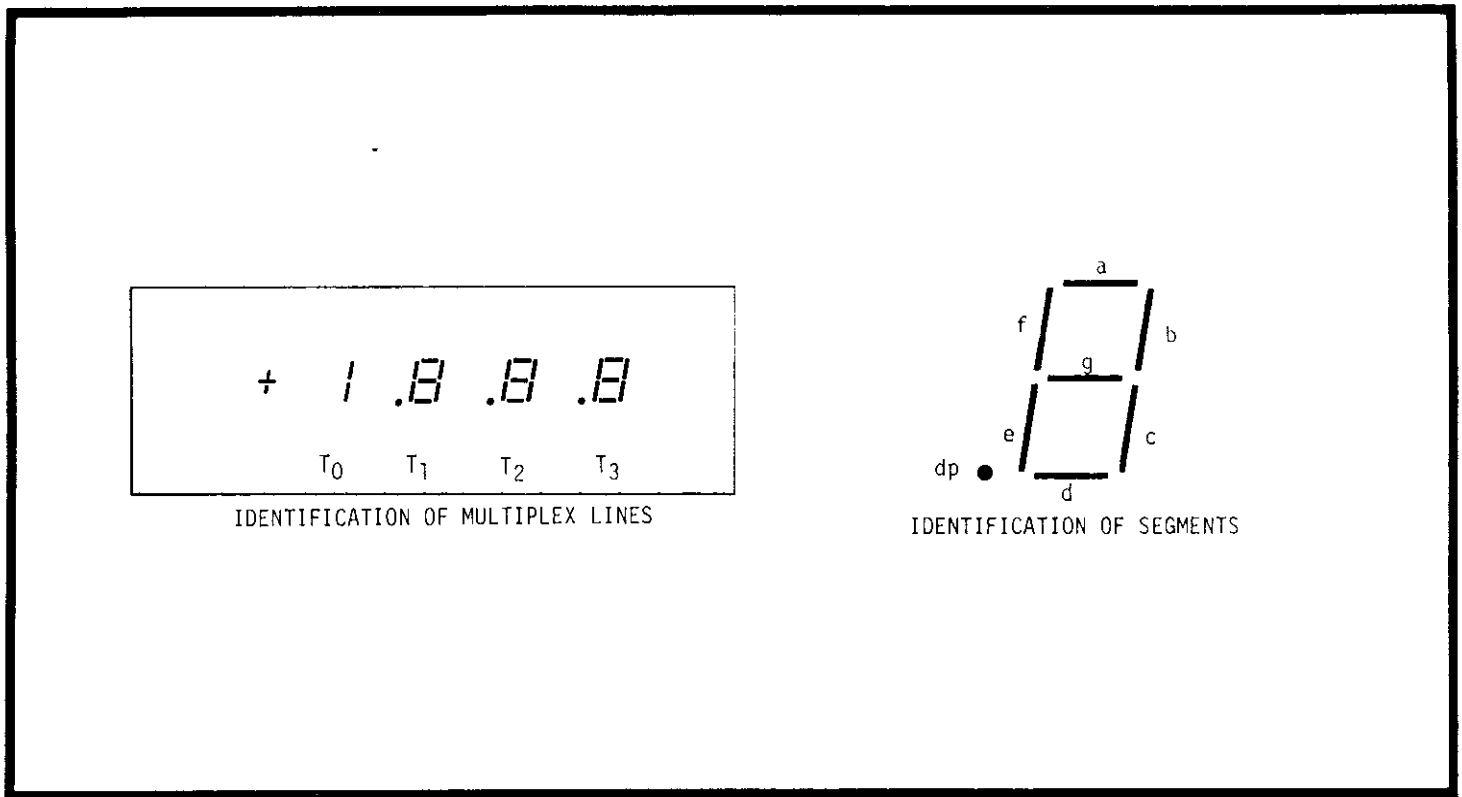 + 1 .8 .8 .8
T0 T1 T2 T3
IDENTIFICATION OF MULTIPLEX LINES
a
f
b
g
e
c
dp
d
IDENTIFICATION OF SEGMENTS